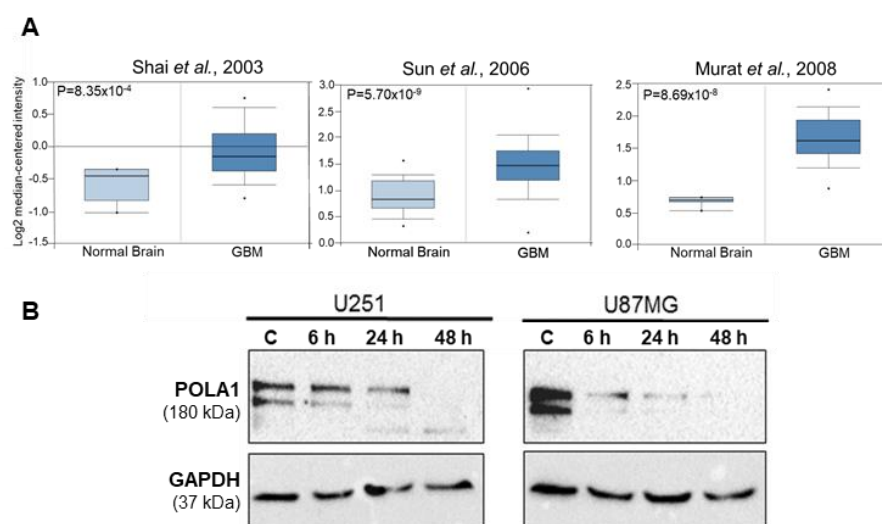 A
Shai et al., 2003
Sun et al., 2006
Murat et al., 2008
Log2 median-centered intensity
1.0
0.5
0.0
-0.5
-1.0
-1.5
P=8.35x10-4
Normal Brain
GBM
3.0
2.5
2.0
1.5
1.0
0.5
0.0
P=5.70x10-9
Normal Brain
GBM
2.5
2.0
1.5
1.0
0.5
0.0
P=8.69x10-8
Normal Brain
GBM
B
U251
U87MG
C 6 h 24 h 48 h
C 6 h 24 h 48 h
POLA1
(180 kDa)
GAPDH
(37 kDa)